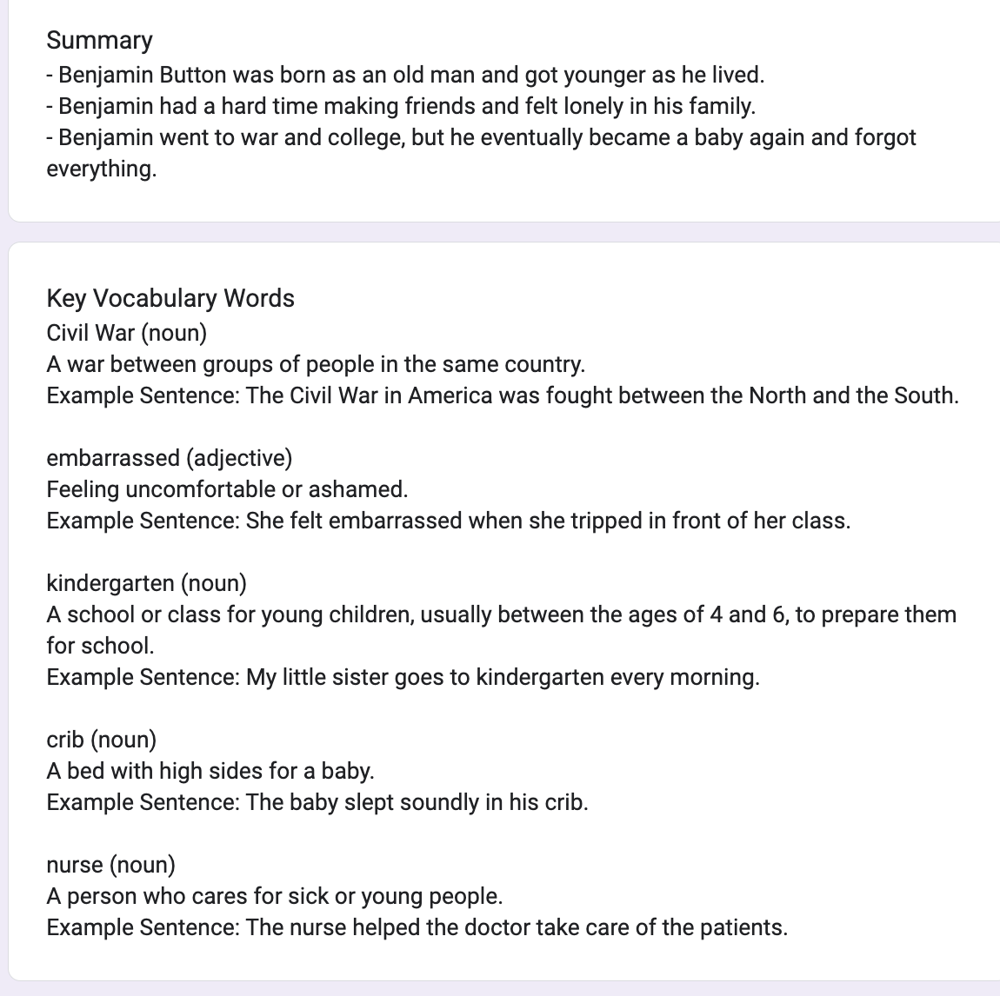 Summary
- Benjamin Button was born as an old man and got younger as he lived.
- Benjamin had a hard time making friends and felt lonely in his family.
- Benjamin went to war and college, but he eventually became a baby again and forgot
everything.
Key Vocabulary Words
Civil War (noun)
A war between groups of people in the same country.
Example Sentence: The Civil War in America was fought between the North and the South.
embarrassed (adjective)
Feeling uncomfortable or ashamed.
Example Sentence: She felt embarrassed when she tripped in front of her class.
kindergarten (noun)
A school or class for young children, usually between the ages of 4 and 6, to prepare them
for school.
Example Sentence: My little sister goes to kindergarten every morning.
crib (noun)
A bed with high sides for a baby.
Example Sentence: The baby slept soundly in his crib.
nurse (noun)
A person who cares for sick or young people.
Example Sentence: The nurse helped the doctor take care of the patients.